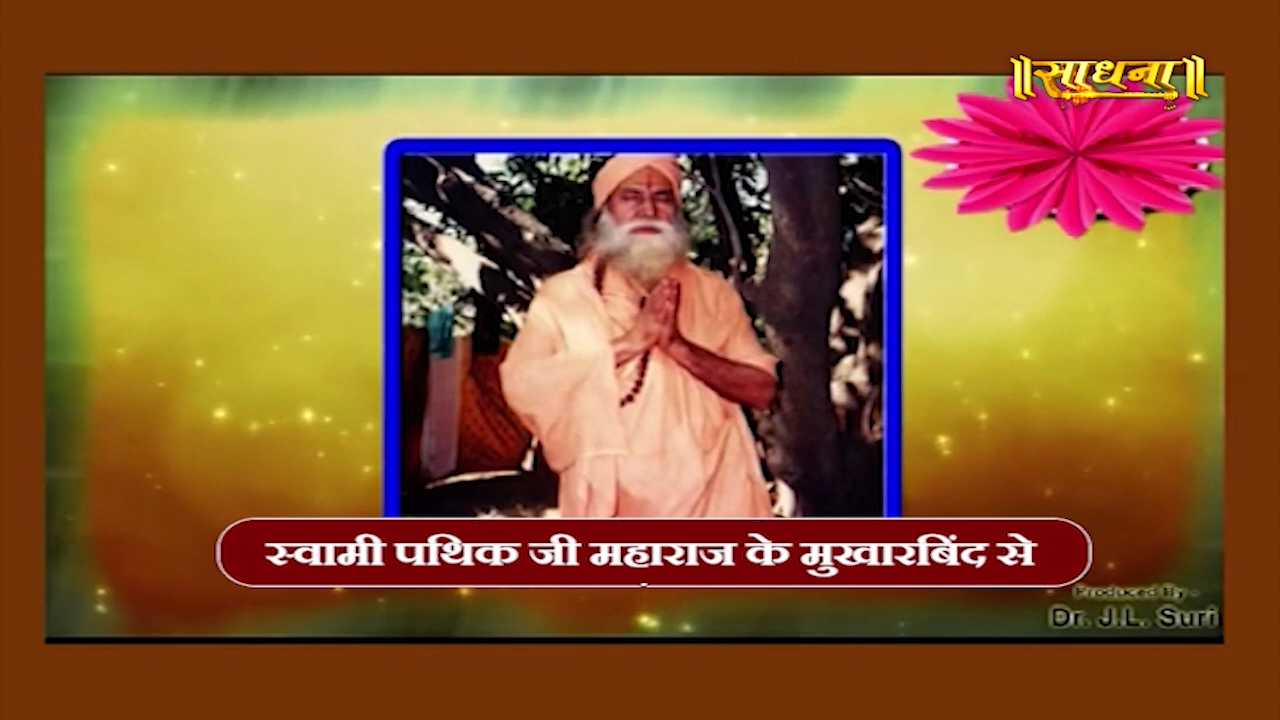 ॥साधना॥
स्वामी पथिक जी महाराज के मुखारबिंद से
Produced By -
Dr. J.L. Suri